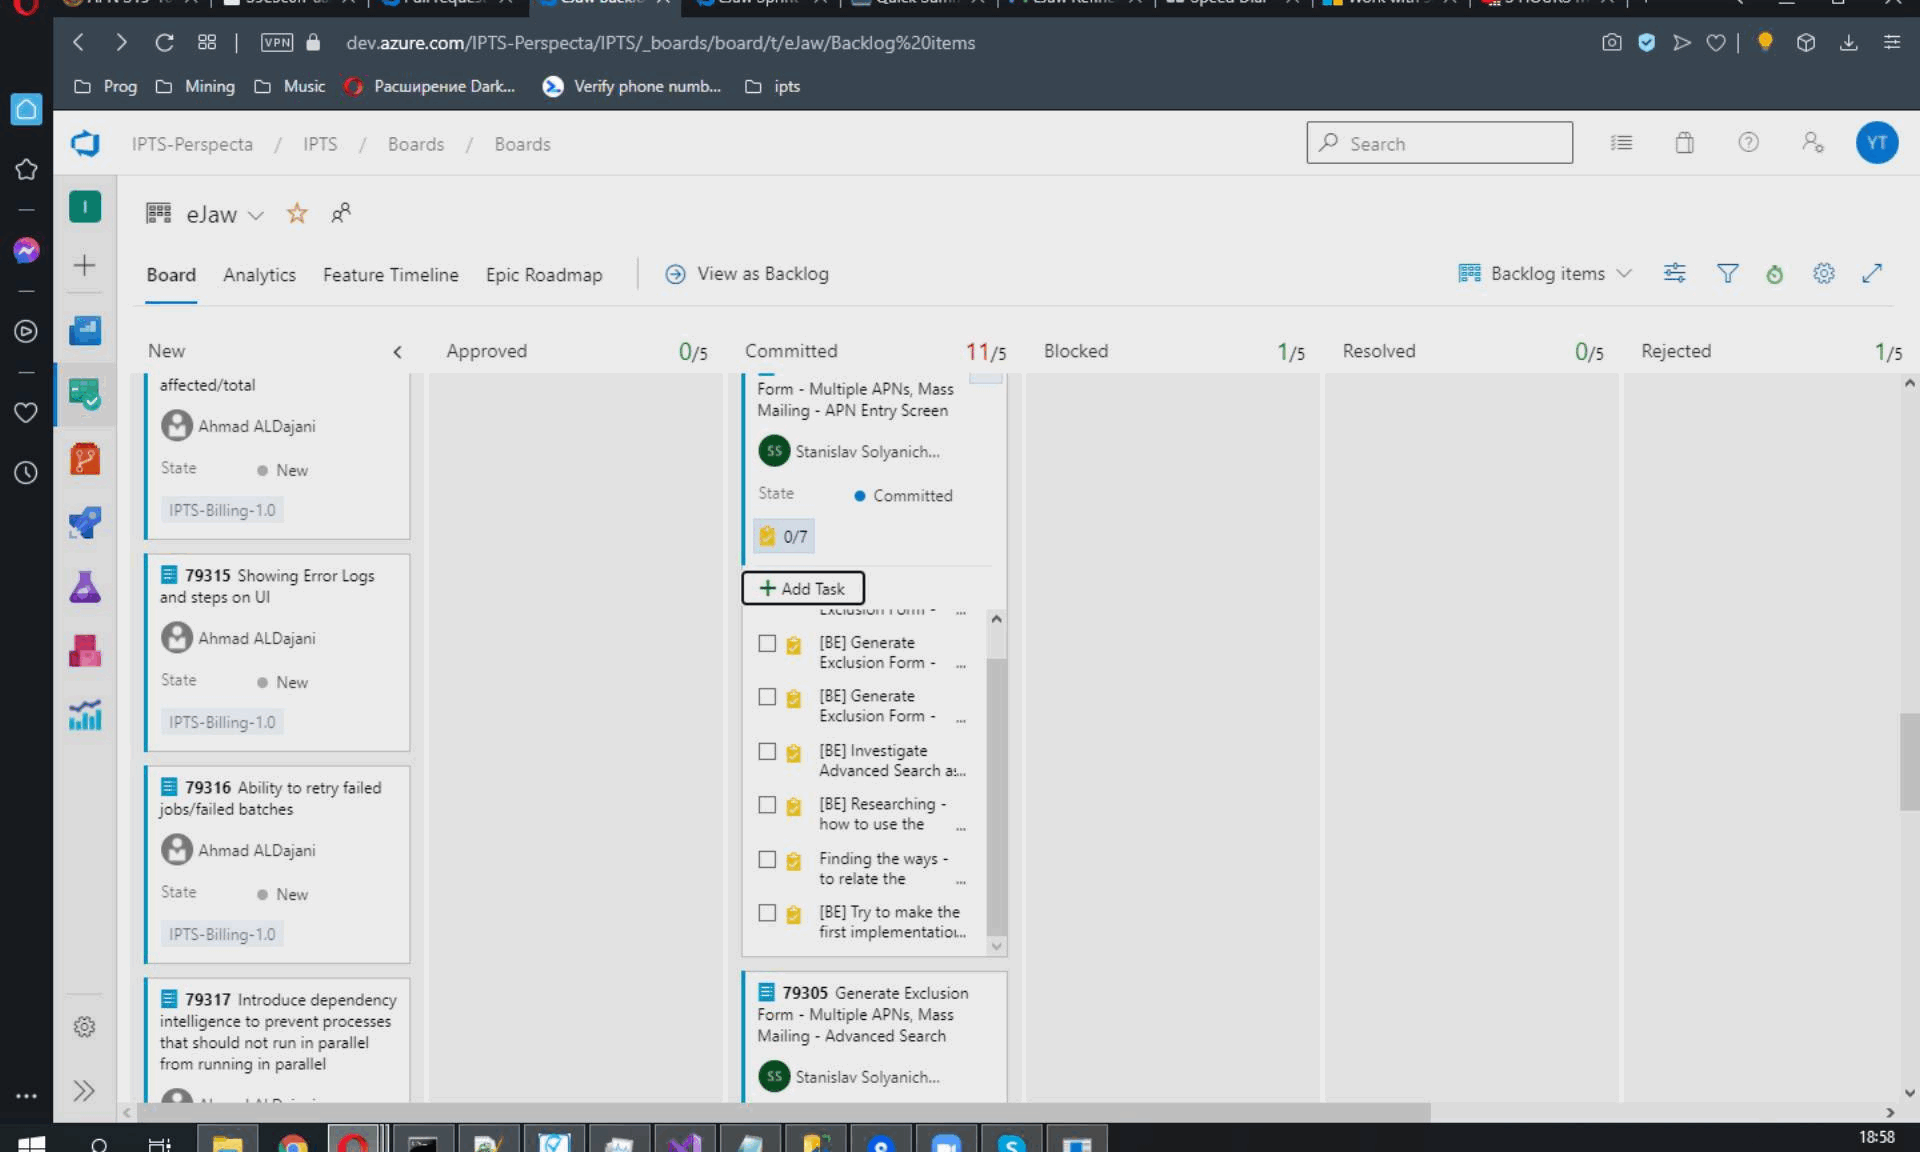 VPN
dev.azure.com/IPTS-Perspecta/IPTS/_boards/board/t/eJaw/Backlog%20items
Prog
Mining
Music
Расширение Dark...
Verify phone numb...
ipts
IPTS-Perspecta / IPTS / Boards / Boards
Search
YT
I
eJaw
Board
Analytics
Feature Timeline
Epic Roadmap
View as Backlog
Backlog items
New
Approved
0/5
Committed
11/5
Blocked
1/5
Resolved
0/5
Rejected
1/5
affected/total
Ahmad ALDajani
State
New
IPTS-Billing-1.0
79315 Showing Error Logs
and steps on UI
Ahmad ALDajani
State
New
IPTS-Billing-1.0
79316 Ability to retry failed
jobs/failed batches
Ahmad ALDajani
State
New
IPTS-Billing-1.0
79317 Introduce dependency
intelligence to prevent processes
that should not run in parallel
from running in parallel
Form - Multiple APNs, Mass
Mailing - APN Entry Screen
SS Stanislav Solyanich...
State
Committed
0/7
Add Task
Exclusion Form - ...
[BE] Generate
Exclusion Form - ...
[BE] Generate
Exclusion Form - ...
[BE] Investigate
Advanced Search as...
[BE] Researching -
how to use the ...
Finding the ways -
to relate the ...
[BE] Try to make the
first implementation...
79305 Generate Exclusion
Form - Multiple APNs, Mass
Mailing - Advanced Search
SS Stanislav Solyanich...
18:58